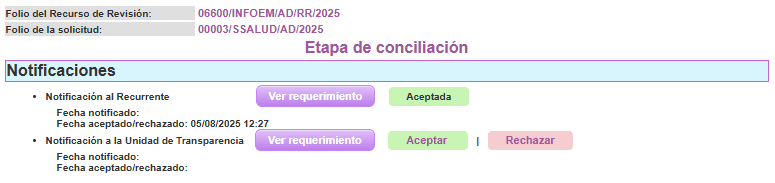 Folio del Recurso de Revisión: 06600/INFOEM/AD/RR/2025
Folio de la solicitud: 00003/SSALUD/AD/2025
Etapa de conciliación
Notificaciones
• Notificación al Recurrente Ver requerimiento Aceptada
Fecha notificado:
Fecha aceptado/rechazado: 05/08/2025 12:27
• Notificación a la Unidad de Transparencia Ver requerimiento Aceptar | Rechazar
Fecha notificado:
Fecha aceptado/rechazado: